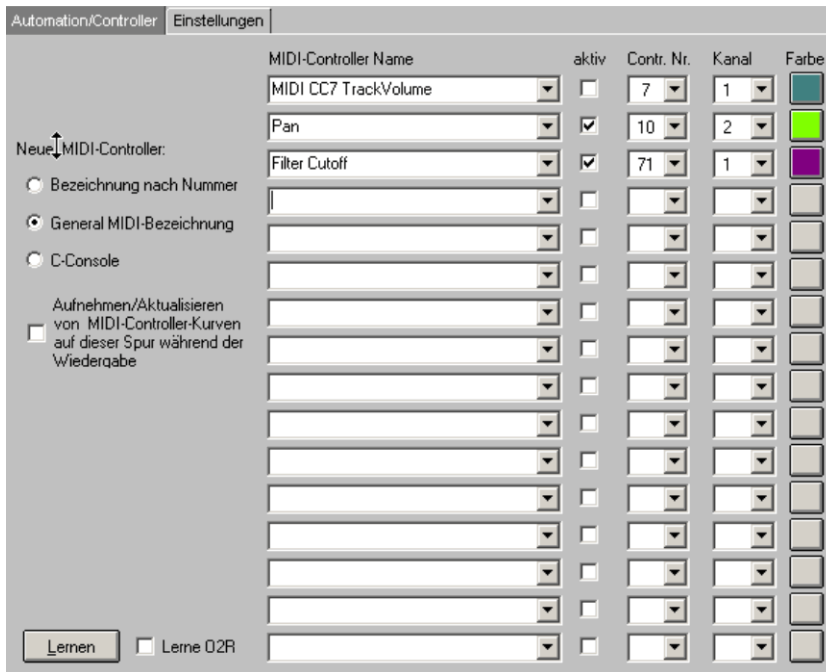 Automation/Controller Einstellungen
MIDI-Controller Name aktiv Contr. Nr. Kanal Farbe
MIDI CC7 TrackVolume 7 1
Pan 10 2
Neue MIDI-Controller:
Filter Cutoff 71 1
Bezeichnung nach Nummer
General MIDI-Bezeichnung
C-Console
Aufnehmen/Aktualisieren
von MIDI-Controller-Kurven
auf dieser Spur während der
Wiedergabe
Lernen Lerne 02R